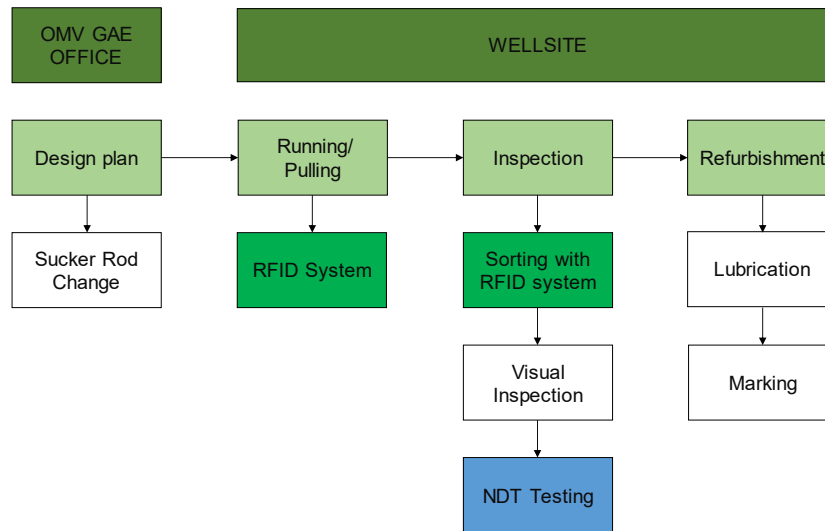 OMV GAE
OFFICE
WELLSITE
Design plan
Running/
Pulling
Inspection
Refurbishment
Sucker Rod
Change
RFID System
Sorting with
RFID system
Lubrication
Visual
Inspection
Marking
NDT Testing